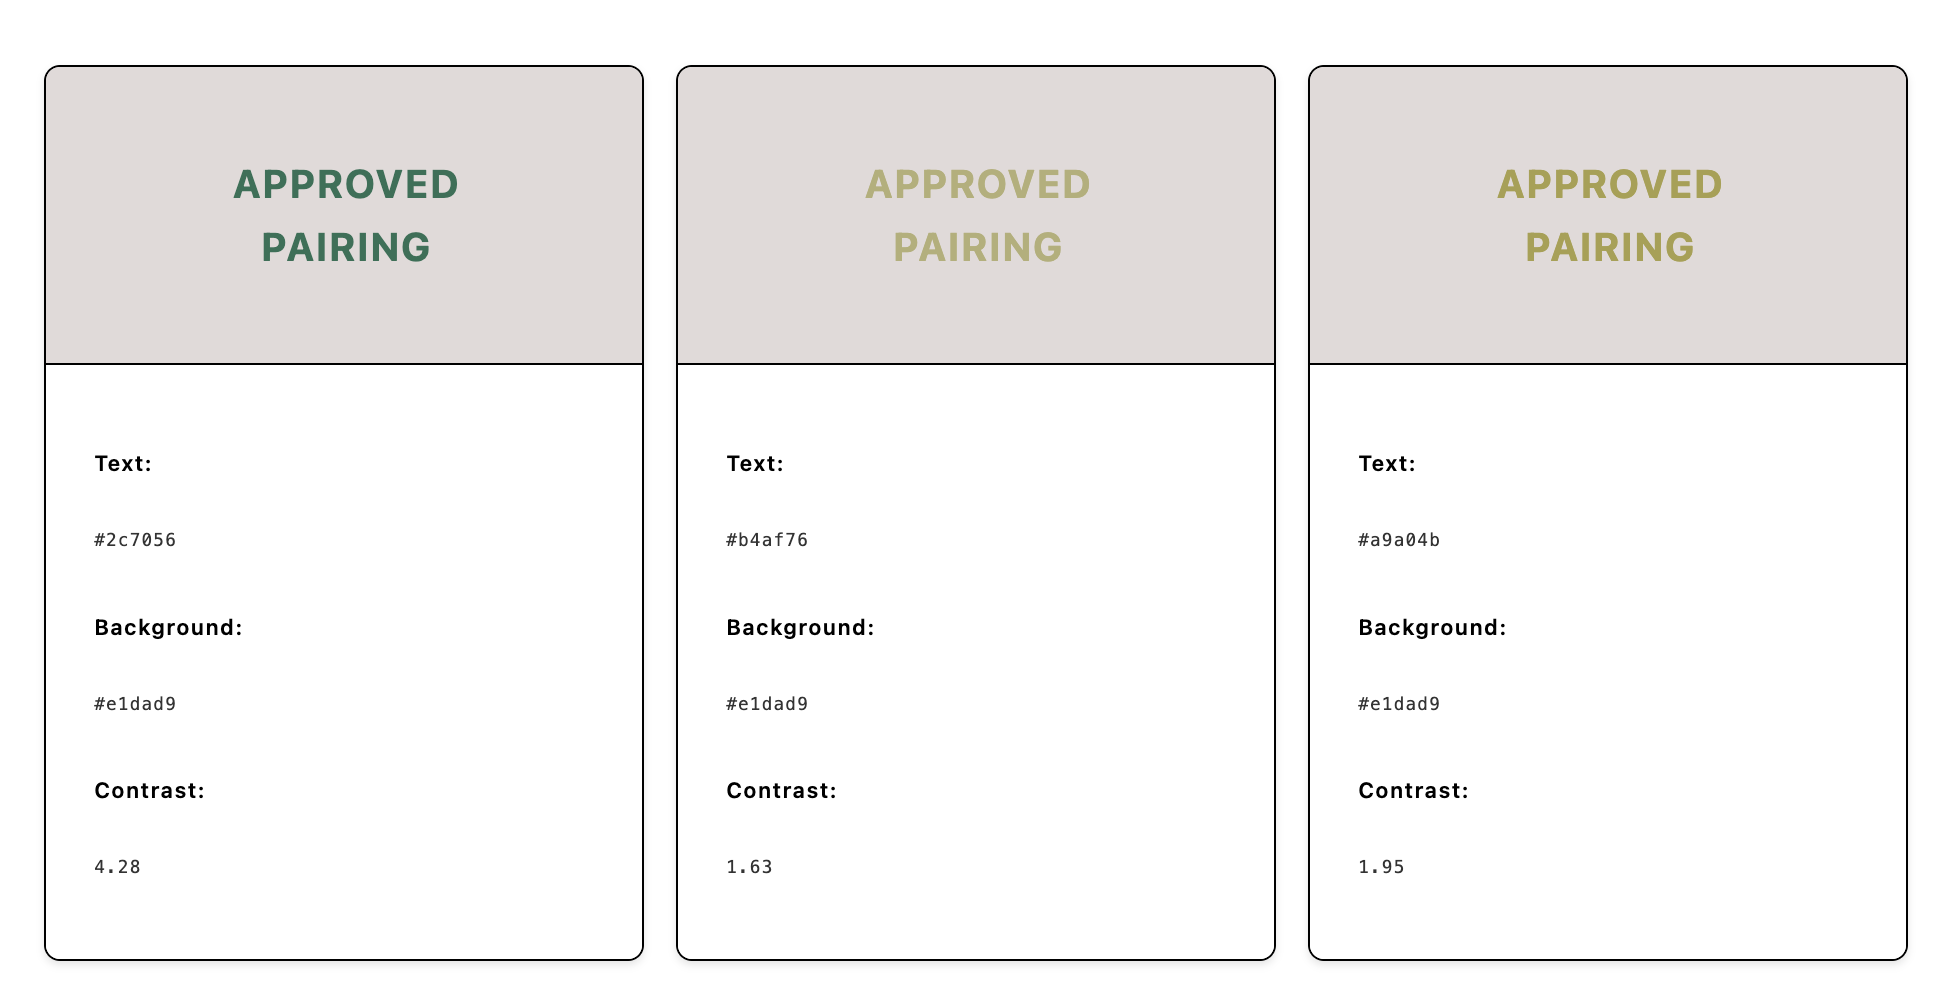 APPROVED
PAIRING
Text:
#2c7056
Background:
#e1dad9
Contrast:
4.28
APPROVED
PAIRING
Text:
#b4af76
Background:
#e1dad9
Contrast:
1.63
APPROVED
PAIRING
Text:
#a9a04b
Background:
#e1dad9
Contrast:
1.95